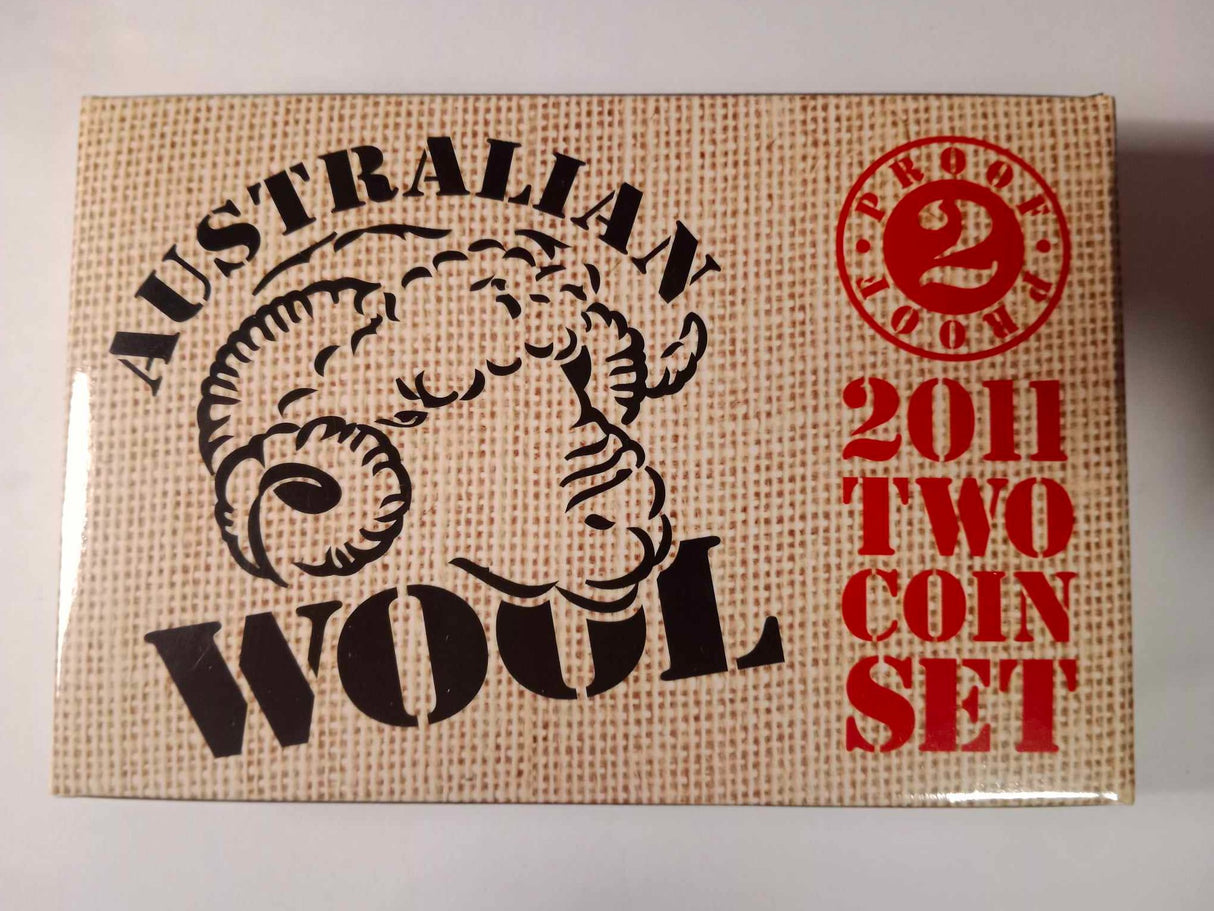 AUSTRALIAN
WOOL
PROOF • PROOF •
2
2011
TWO
COIN
SET